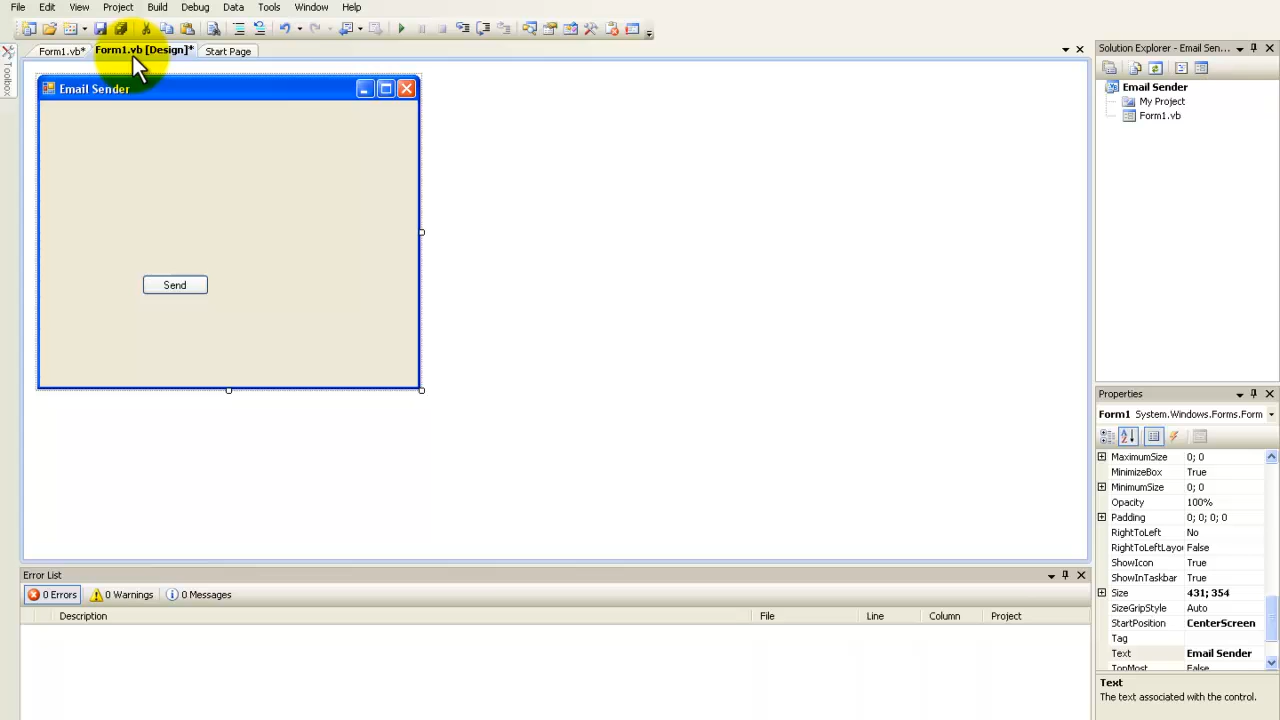 File Edit View Project Build Debug Data Tools Window Help
Toolbox
Form1.vb* Form1.vb [Design]* Start Page
Email Sender
Send
Solution Explorer - Email Sen...
Email Sender
My Project
Form1.vb
Properties
Form1 System.Windows.Forms.Form
MaximumSize 0; 0
MinimizeBox True
MinimumSize 0; 0
Opacity 100%
Padding 0; 0; 0; 0
RightToLeft No
RightToLeftLayou False
ShowIcon True
ShowInTaskbar True
Size 431; 354
SizeGripStyle Auto
StartPosition CenterScreen
Tag
Text Email Sender
TopMost False
Text
The text associated with the control.
Error List
0 Errors 0 Warnings 0 Messages
Description File Line Column Project